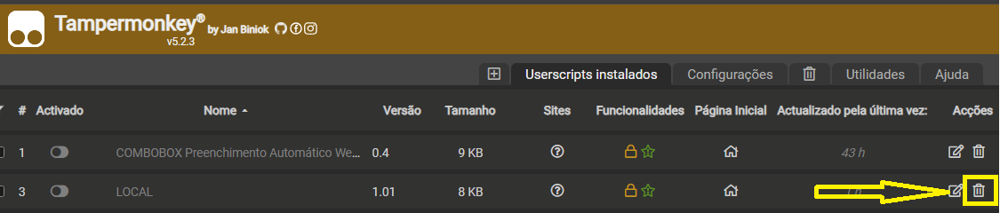 Tampermonkey® by Jan Biniok
v5.2.3
Userscripts instalados Configurações Utilidades Ajuda
# Activado Nome Versão Tamanho Sites Funcionalidades Página Inicial Actualizado pela última vez: Acções
1 COMBOBOX Preenchimento Automático We... 0.4 9 KB 43 h
3 LOCAL 1.01 8 KB